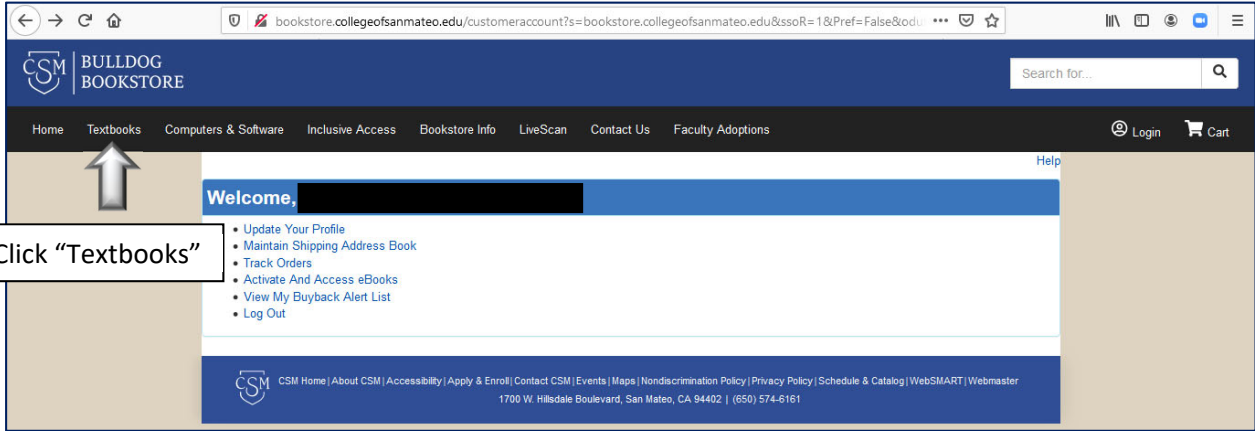 bookstore.collegeofsanmateo.edu/customeraccount?s=bookstore.collegeofsanmateo.edu&ssoR=1&Pref=False&odu
CSM BULLDOG BOOKSTORE
Search for...
Home Textbooks Computers & Software Inclusive Access Bookstore Info LiveScan Contact Us Faculty Adoptions Login Cart
Help
Welcome,
Click “Textbooks”
• Update Your Profile
• Maintain Shipping Address Book
• Track Orders
• Activate And Access eBooks
• View My Buyback Alert List
• Log Out
CSM CSM Home | About CSM | Accessibility | Apply & Enroll | Contact CSM | Events | Maps | Nondiscrimination Policy | Privacy Policy | Schedule & Catalog | WebSMART | Webmaster
1700 W. Hillsdale Boulevard, San Mateo, CA 94402 | (650) 574-6161